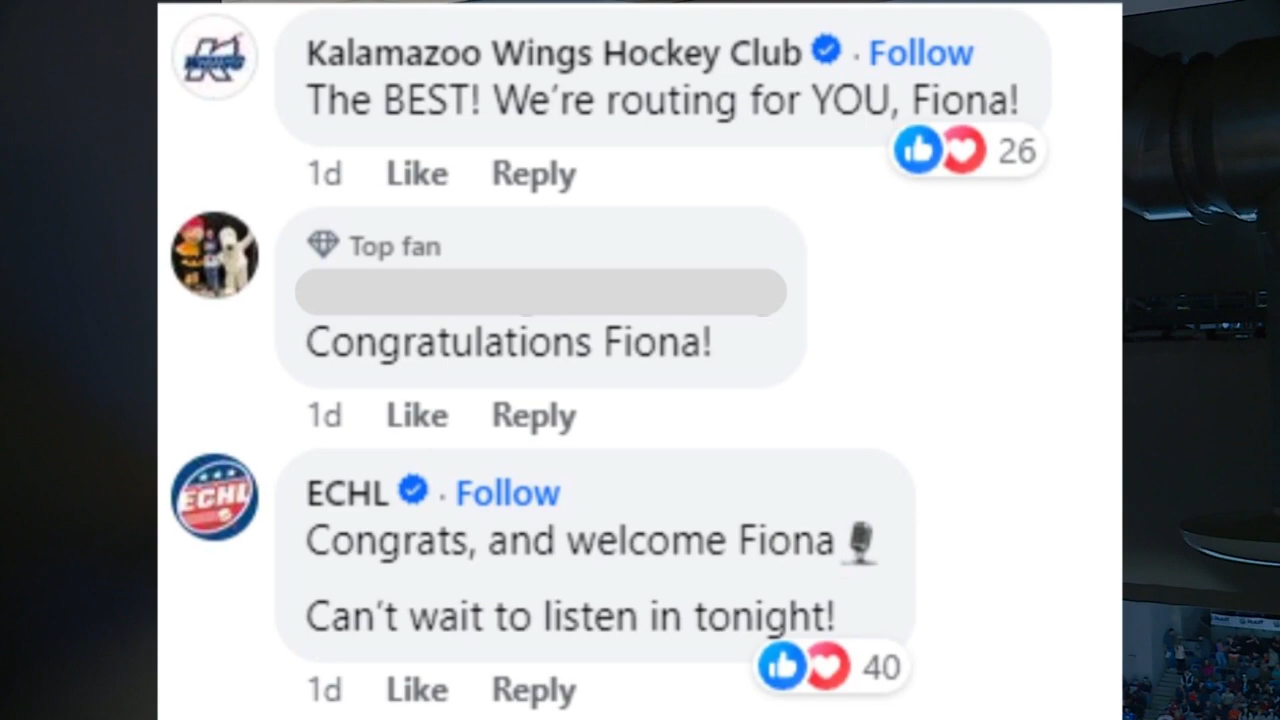 Kalamazoo Wings Hockey Club · Follow
The BEST! We're routing for YOU, Fiona!
26
1d Like Reply
Top fan
Congratulations Fiona!
1d Like Reply
ECHL
ECHL · Follow
Congrats, and welcome Fiona
Can't wait to listen in tonight!
40
1d Like Reply